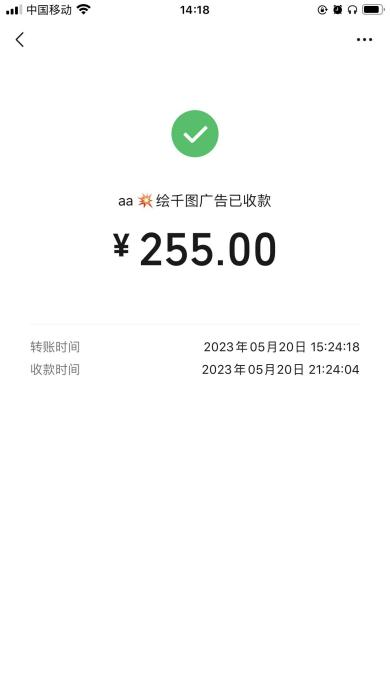 中国移动 14:18
aa 💥 绘千图广告已收款
¥ 255.00
转账时间 2023年05月20日 15:24:18
收款时间 2023年05月20日 21:24:04